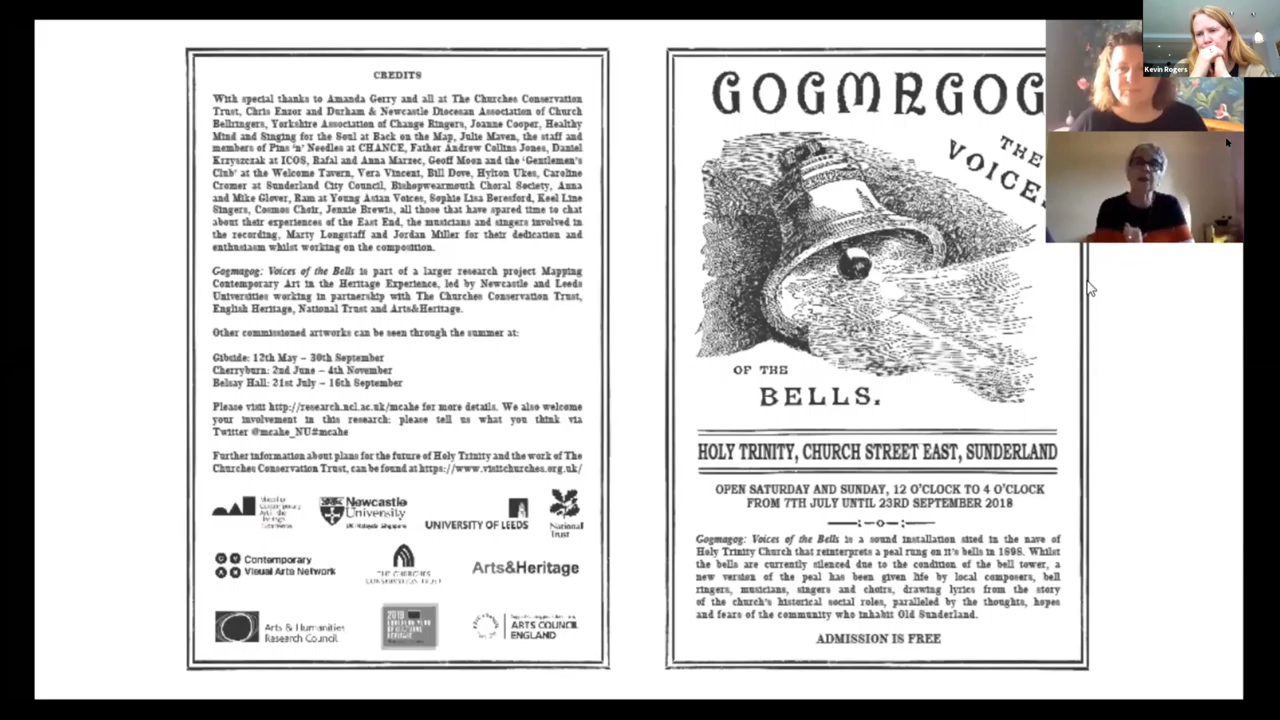 CREDITS
With special thanks to Amanda Gerry and all at The Churches Conservation
Trust, Chris Enzor and Durham & Newcastle Diocesan Association of Church
Bellringers, Yorkshire Association of Change Ringers, Joanne Cooper, Healthy
Mind and Singing for the Soul at Back on the Map, Julie Maven, the staff and
members of Pins 'n' Needles at CHANCE, Father Andrew Collins Jones, Daniel
Krzyszczak at ICOS, Rafal and Anna Marzec, Geoff Moon and the 'Gentlemen's
Club' at the Welcome Tavern, Vera Vincent, Bill Dove, Hylton Ukes, Caroline
Cromer at Sunderland City Council, Bishopwearmouth Choral Society, Anna
and Mike Glover, Ram at Young Asian Voices, Sophie Lisa Beresford, Keel Line
Singers, Cosmos Choir, Jennie Brewis, all those that have spared time to chat
about their experiences of the East End, the musicians and singers involved in
the recording, Marty Longstaff and Jordan Miller for their dedication and
enthusiasm whilst working on the composition.
Gogmagog: Voices of the Bells is part of a larger research project Mapping
Contemporary Art in the Heritage Experience, led by Newcastle and Leeds
Universities working in partnership with The Churches Conservation Trust,
English Heritage, National Trust and Arts&Heritage.
Other commissioned artworks can be seen through the summer at:
Gibside: 12th May – 30th September
Cherryburn: 2nd June – 4th November
Belsay Hall: 21st July – 16th September
Please visit http://research.ncl.ac.uk/mcahe for more details. We also welcome
your involvement in this research: please tell us what you think via
Twitter @mcahe_NU#mcahe
Further information about plans for the future of Holy Trinity and the work of The
Churches Conservation Trust, can be found at https://www.visitchurches.org.uk/
Newcastle
University
UNIVERSITY OF LEEDS
National
Trust
Contemporary
Visual Arts Network
THE CHURCHES
CONSERVATION TRUST
Arts&Heritage
Arts & Humanities
Research Council
ARTS COUNCIL
ENGLAND
GOGMAGOG
THE
VOICES
OF THE
BELLS.
HOLY TRINITY, CHURCH STREET EAST, SUNDERLAND
OPEN SATURDAY AND SUNDAY, 12 O'CLOCK TO 4 O'CLOCK
FROM 7TH JULY UNTIL 23RD SEPTEMBER 2018
Gogmagog: Voices of the Bells is a sound installation sited in the nave of
Holy Trinity Church that reinterprets a peal rung on it's bells in 1898. Whilst
the bells are currently silenced due to the condition of the bell tower, a
new version of the peal has been given life by local composers, bell
ringers, musicians, singers and choirs, drawing lyrics from the story
of the church's historical social roles, paralleled by the thoughts, hopes
and fears of the community who inhabit Old Sunderland.
ADMISSION IS FREE
Kevin Rogers